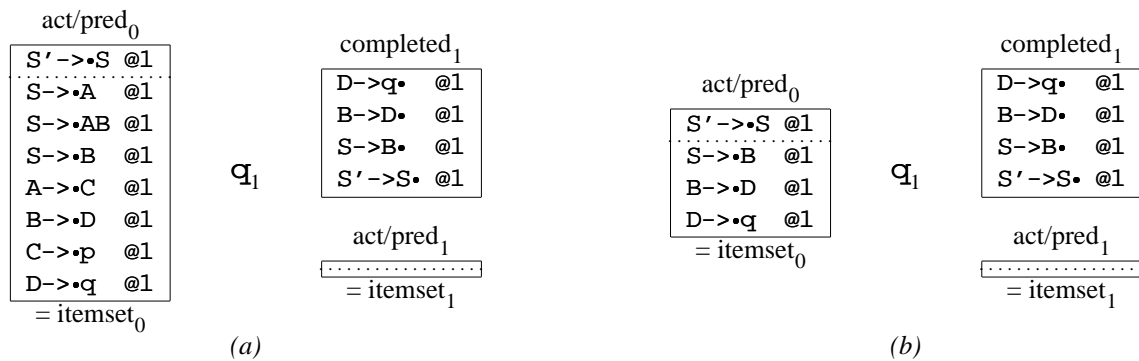 act/pred0
S'->•S @1
S->•A @1
S->•AB @1
S->•B @1
A->•C @1
B->•D @1
C->•p @1
D->•q @1
= itemset0
q1
completed1
D->q• @1
B->D• @1
S->B• @1
S'->S• @1
act/pred1
= itemset1
(a)
act/pred0
S'->•S @1
S->•B @1
B->•D @1
D->•q @1
= itemset0
q1
completed1
D->q• @1
B->D• @1
S->B• @1
S'->S• @1
act/pred1
= itemset1
(b)